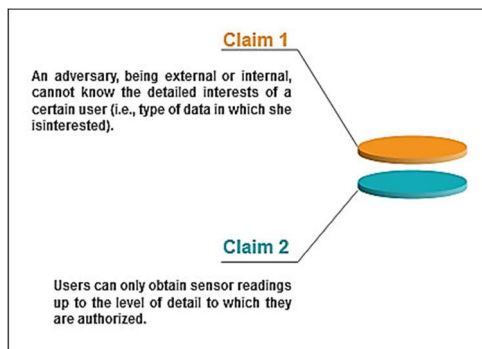 Claim 1
An adversary, being external or internal,
cannot know the detailed interests of a
certain user (i.e., type of data in which she
isinterested).
Claim 2
Users can only obtain sensor readings
up to the level of detail to which they
are authorized.